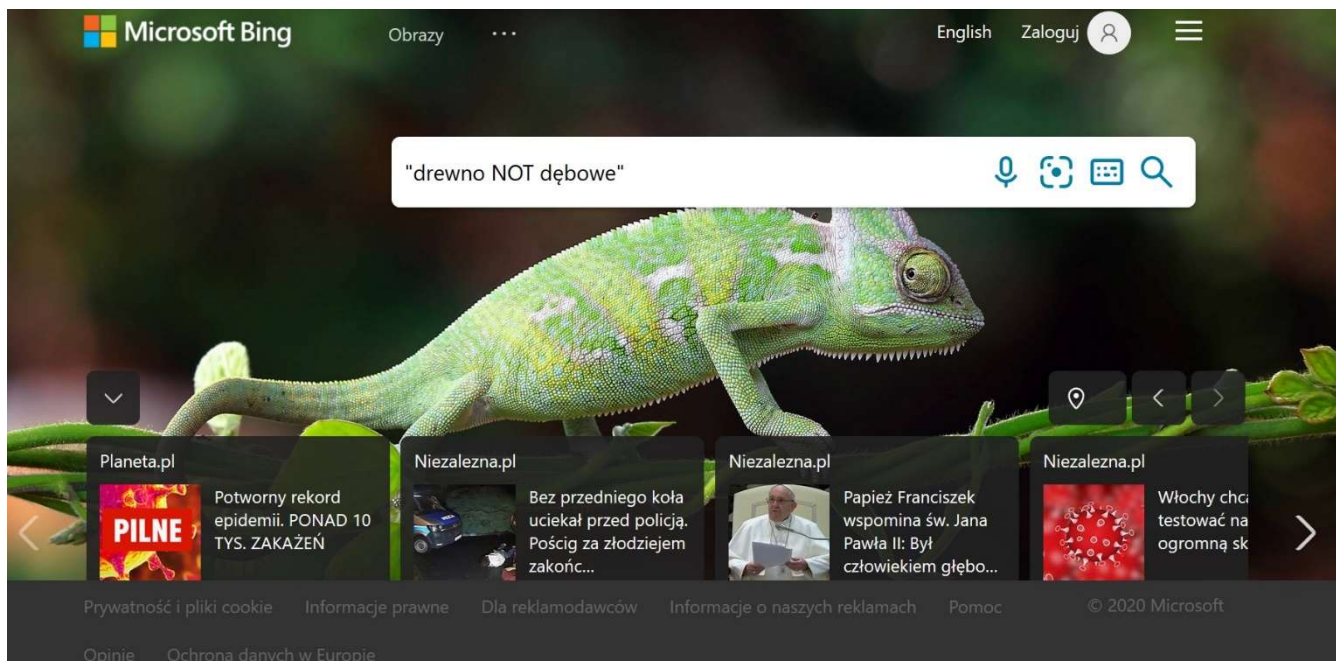 Microsoft Bing
Obrazy ...
English
Zaloguj
"drewno NOT dębowe"
Planeta.pl
PILNE
Potworny rekord
epidemii. PONAD 10
TYS. ZAKAŻEŃ
Niezalezna.pl
Bez przedniego koła
uciekał przed policją.
Pościg za złodziejem
zakońc...
Niezalezna.pl
Papież Franciszek
wspomina św. Jana
Pawła II: Był
człowiekiem głębo...
Niezalezna.pl
Włochy chca
testować na
ogromną sk
Prywatność i pliki cookie Informacje prawne Dla reklamodawców Informacje o naszych reklamach Pomoc © 2020 Microsoft
Opinie Ochrona danych w Europie